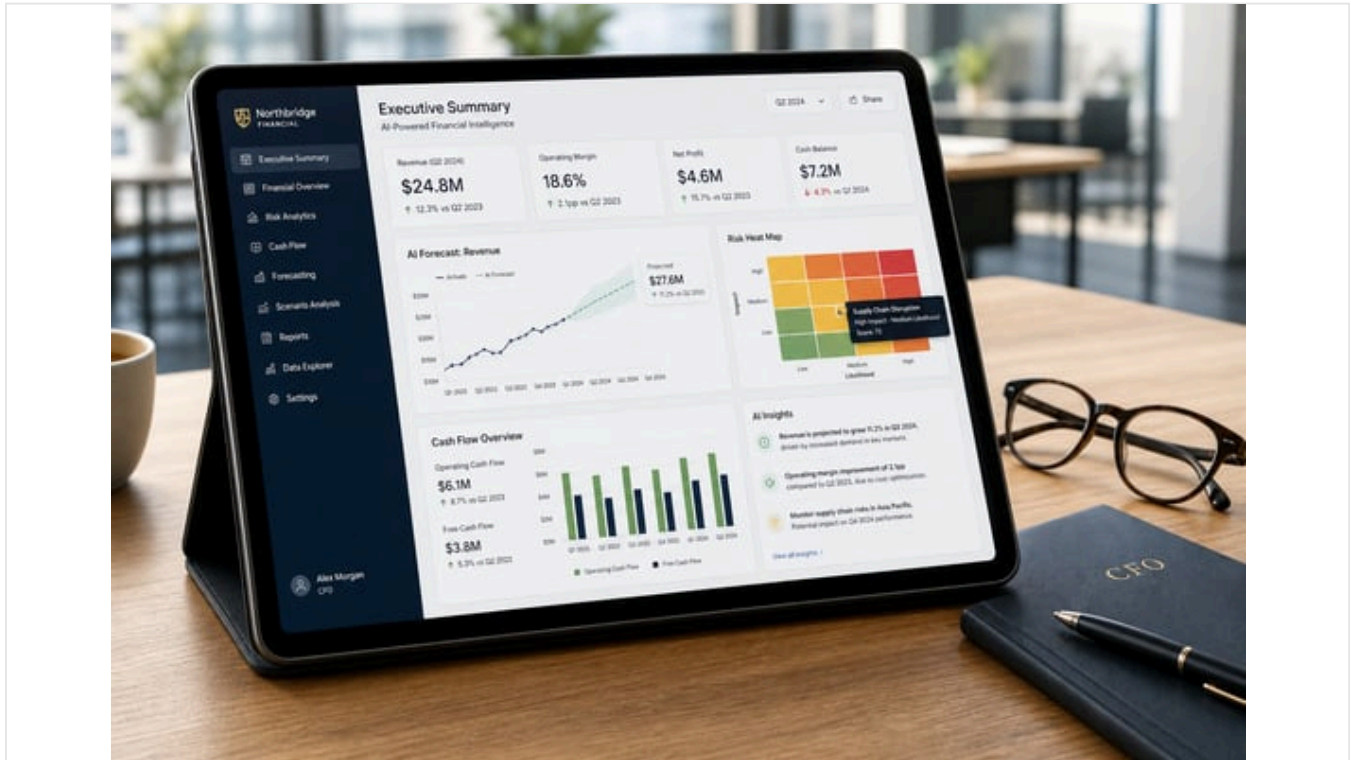 Northbridge
FINANCIAL
Executive Summary
Financial Overview
Risk Analytics
Cash Flow
Forecasting
Scenario Analysis
Reports
Data Explorer
Settings
Alex Morgan
CFO
Executive Summary
AI-Powered Financial Intelligence
Q2 2024
Share
Revenue (Q2 2024)
$24.8M
↑ 12.3% vs Q2 2023
Operating Margin
18.6%
↑ 2.1pp vs Q2 2023
Net Profit
$4.6M
↑ 15.7% vs Q2 2023
Cash Balance
$7.2M
vs Q1 2024
AI Forecast: Revenue
Actuals
AI Forecast
Projected
$27.6M
Risk Heat Map
Impact
High
Medium
Low
Supply Chain Disruption
High Impact · Medium Likelihood
Low
Medium
High
Likelihood
Cash Flow Overview
Operating Cash Flow
$6.1M
↑ 8.7% vs Q2 2023
Free Cash Flow
$3.8M
↑ 5.3% vs Q2 2023
Operating Cash Flow
Free Cash Flow
AI Insights
Revenue is projected to grow 11.2% in
driven by increased demand in key markets.
Operating margin improvement of 2.1pp
compared to Q2 2023, due to cost optimization.
Monitor supply chain risks in Asia/Pacific.
Potential impact on Q4 2024 performance.
View all insights ›
CFO